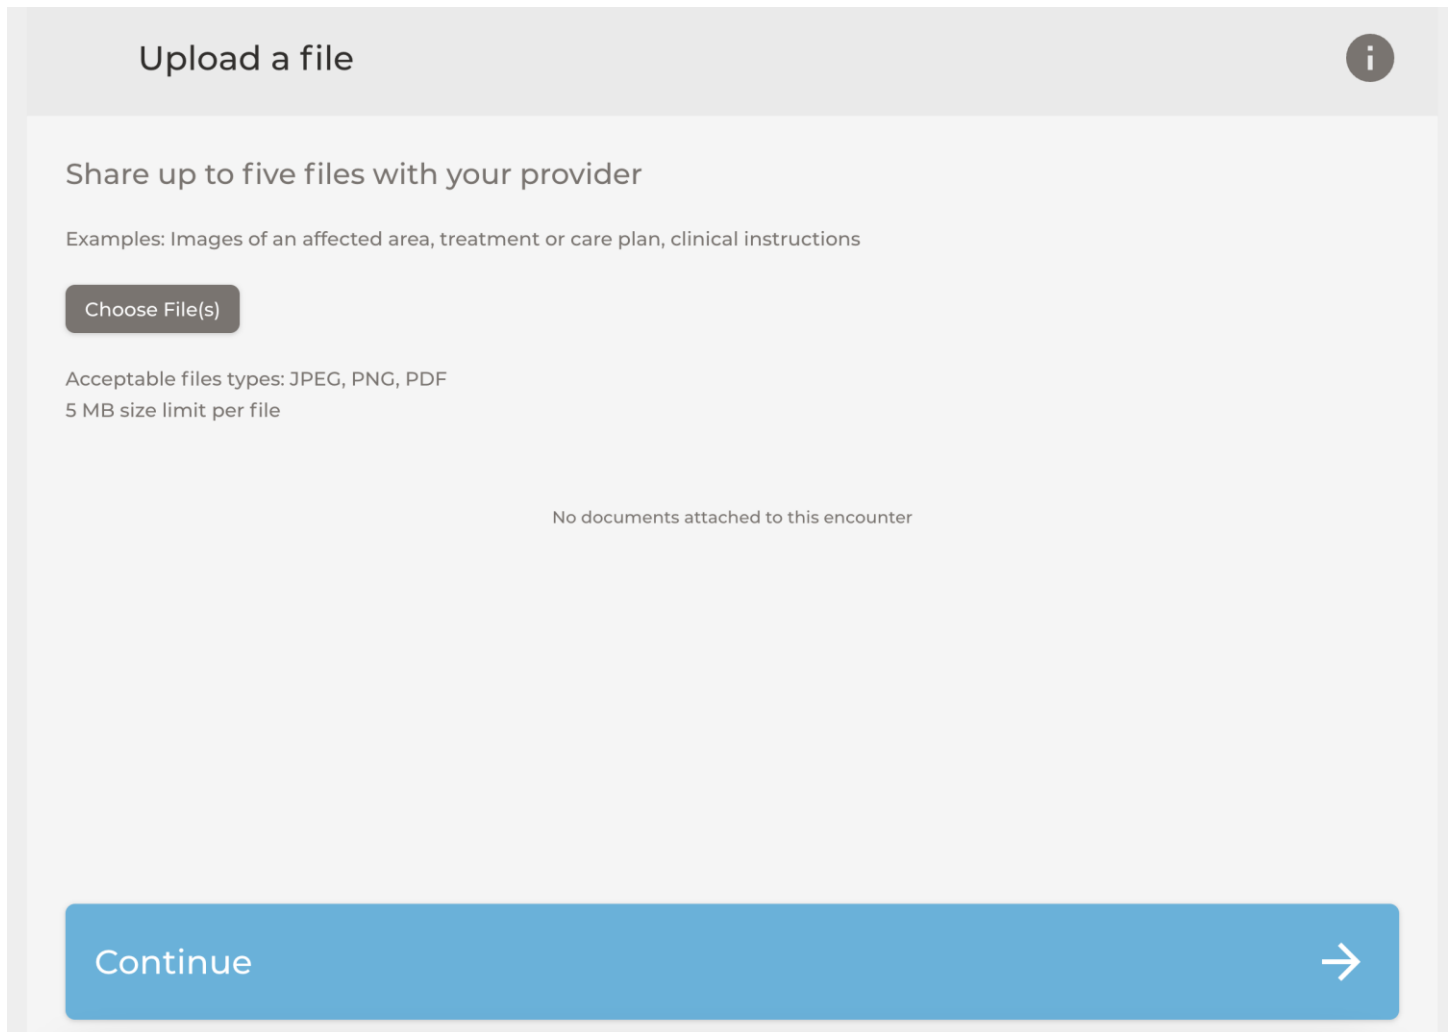 Upload a file
i
Share up to five files with your provider
Examples: Images of an affected area, treatment or care plan, clinical instructions
Choose File(s)
Acceptable files types: JPEG, PNG, PDF
5 MB size limit per file
No documents attached to this encounter
Continue